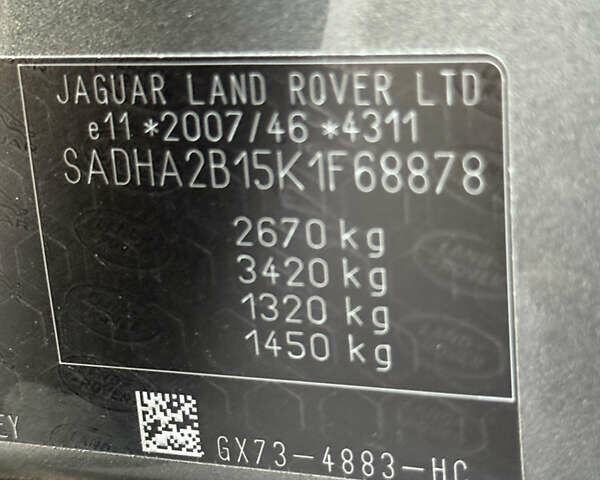 JAGUAR LAND ROVER LTD
e11*2007/46*4311
SADHA2B15K1F68878
2670 kg
3420 kg
1320 kg
1450 kg
EY
GX73-4883-HC